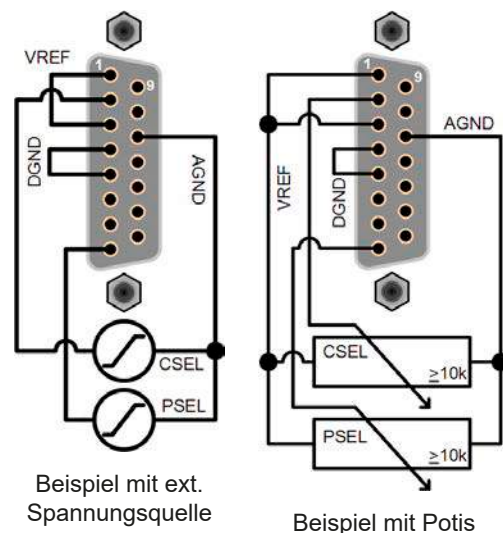 VREF
1
9
DGND
AGND
CSEL
PSEL
Beispiel mit ext.
Spannungsquelle
1
9
AGND
VREF
DGND
CSEL
≥10k
PSEL
≥10k
Beispiel mit Potis